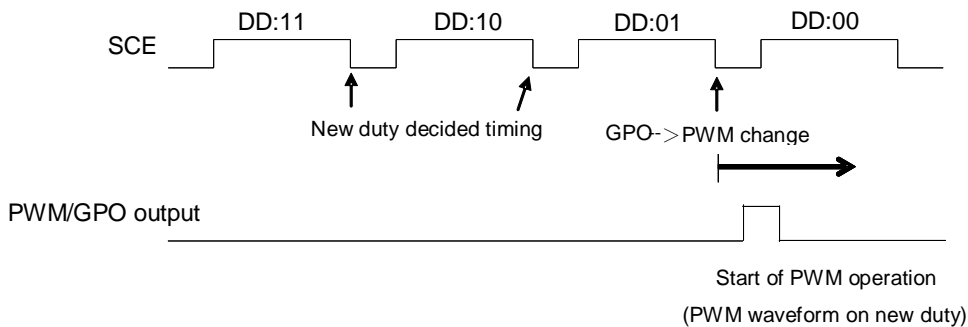 DD:11 DD:10 DD:01 DD:00
SCE
New duty decided timing
GPO-->PWM change
PWM/GPO output
Start of PWM operation
(PWM waveform on new duty)